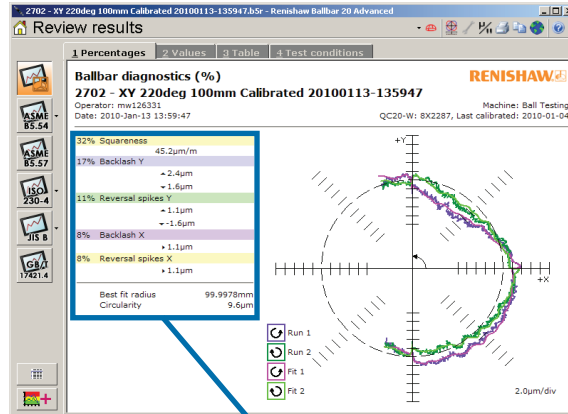 2702 - XY 220deg 100mm Calibrated 20100113-135947.b5r - Renishaw Ballbar 20 Advanced
Review results
1 Percentages 2 Values 3 Table 4 Test conditions
Ballbar diagnostics (%)
RENISHAW
2702 - XY 220deg 100mm Calibrated 20100113-135947
Operator: mw126331 Machine: Ball Testing
Date: 2010-Jan-13 13:59:47 QC20-W: 8X2287, Last calibrated: 2010-01-04
ASME B5.54
ASME B5.57
ISO 230-4
JIS B
GB/T 17421.4
32% Squareness
45.2µm/m
17% Backlash Y
▲2.4µm
▼1.6µm
11% Reversal spikes Y
▲1.1µm
▼-1.6µm
8% Backlash X
▶1.1µm
8% Reversal spikes X
▶1.1µm
Best fit radius 99.9978mm
Circularity 9.6µm
+Y
+X
Run 1
Run 2
Fit 1
Fit 2
2.0µm/div